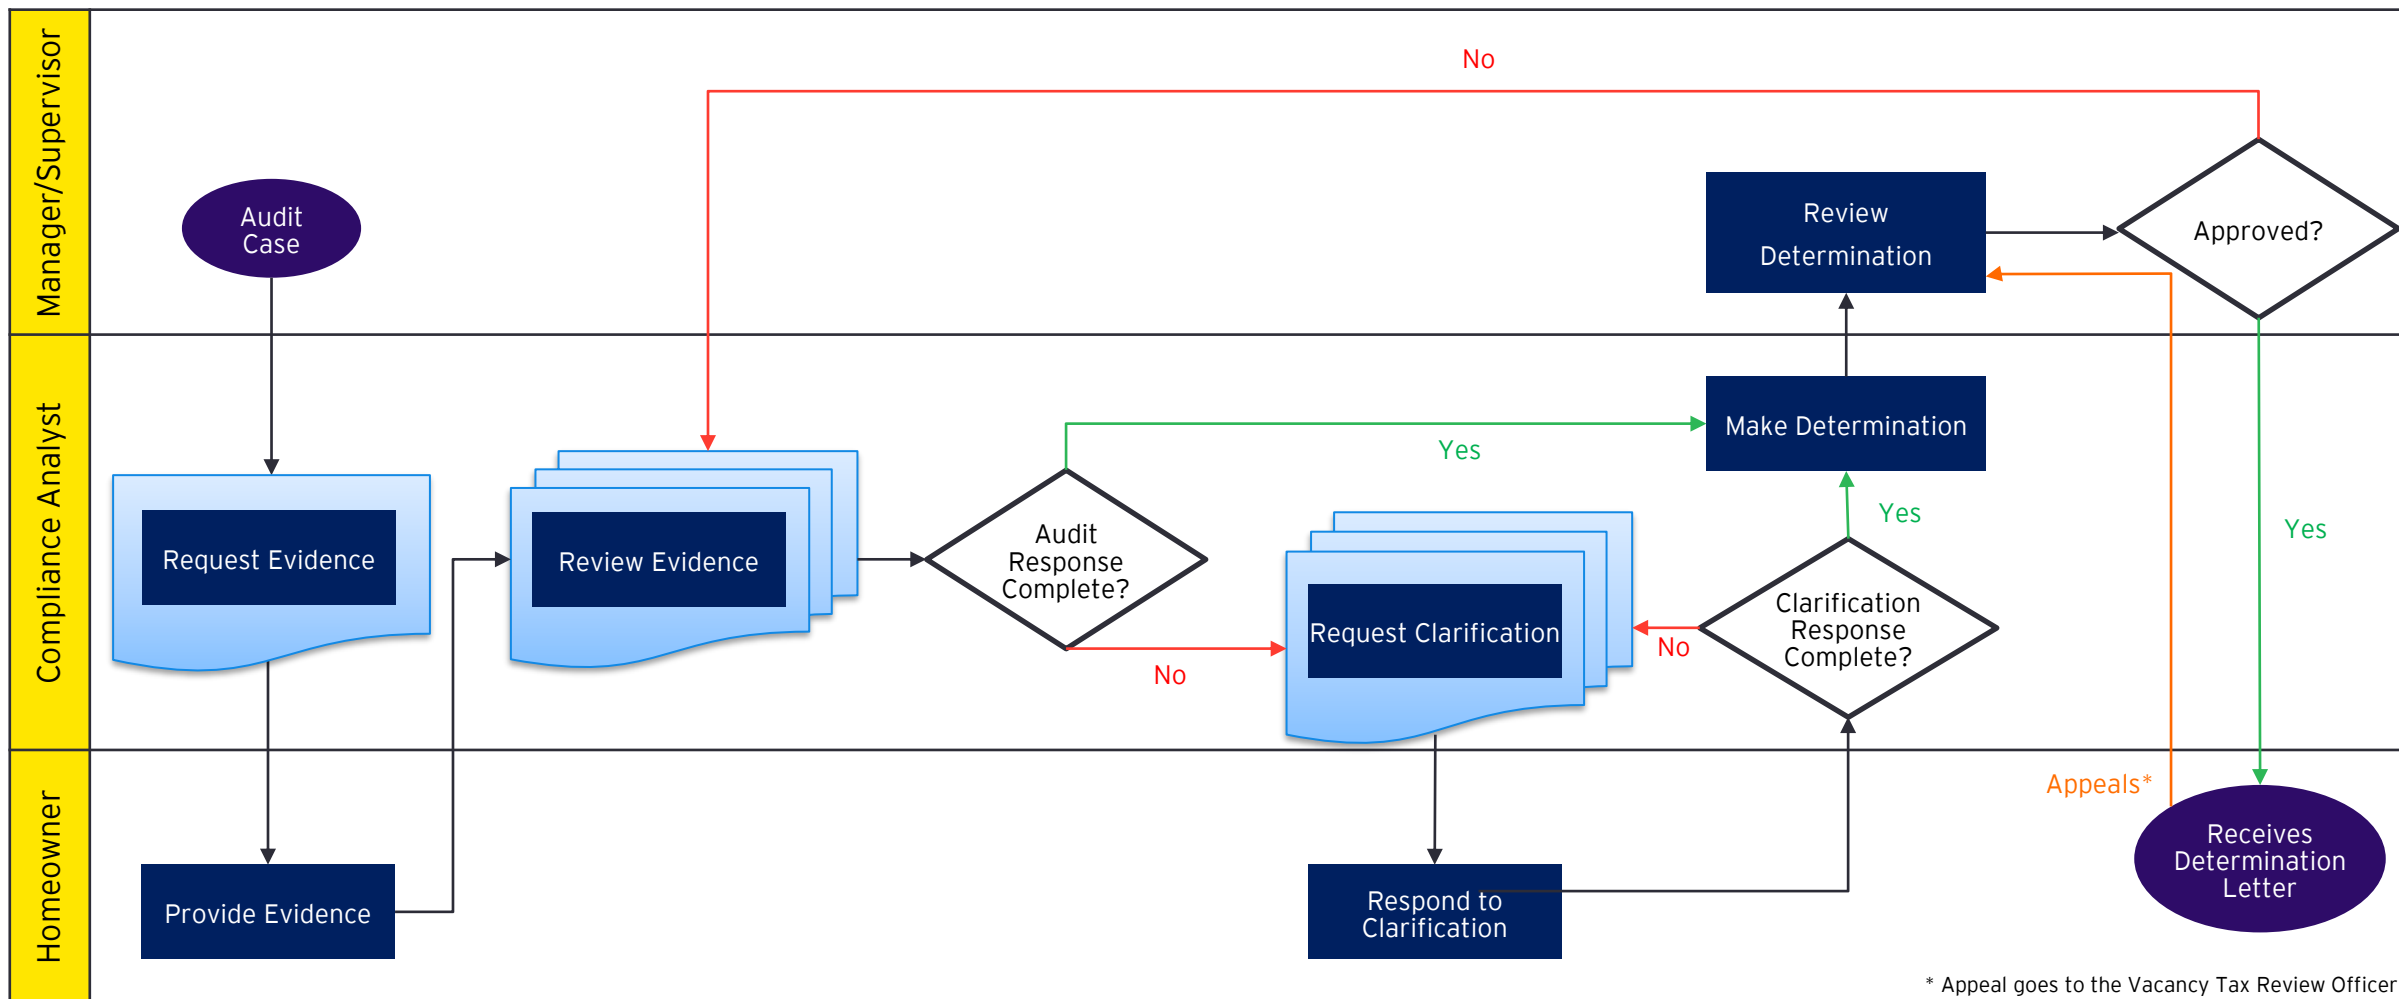 Manager/Supervisor
No
Audit
Case
Review
Determination
Approved?
Compliance Analyst
Request Evidence
Review Evidence
Audit
Response
Complete?
Yes
No
Request Clarification
Make Determination
Yes
Clarification
Response
Complete?
No
Yes
Homeowner
Provide Evidence
Respond to
Clarification
Appeals*
Receives
Determination
Letter
* Appeal goes to the Vacancy Tax Review Officer